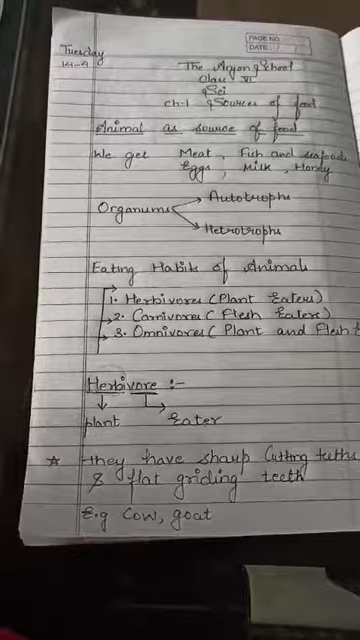 PAGE NO.
DATE: / /
Tuesday
The Aryan School
Class VI
Sci
Ch-1 Sources of food
Animal as source of food
We get Meat, Fish and seafoods
Eggs, Milk, Honey
Organums → Autotrophs
→ Hetrotrophs
Eating Habits of Animals
1. Herbivores (Plant Eaters)
2. Carnivores (Flesh Eaters)
3. Omnivores (Plant and Flesh
Herbivore :-
plant Eater
☆ they have sharp cutting teeths
& flat griding teeth
E.g Cow, goat